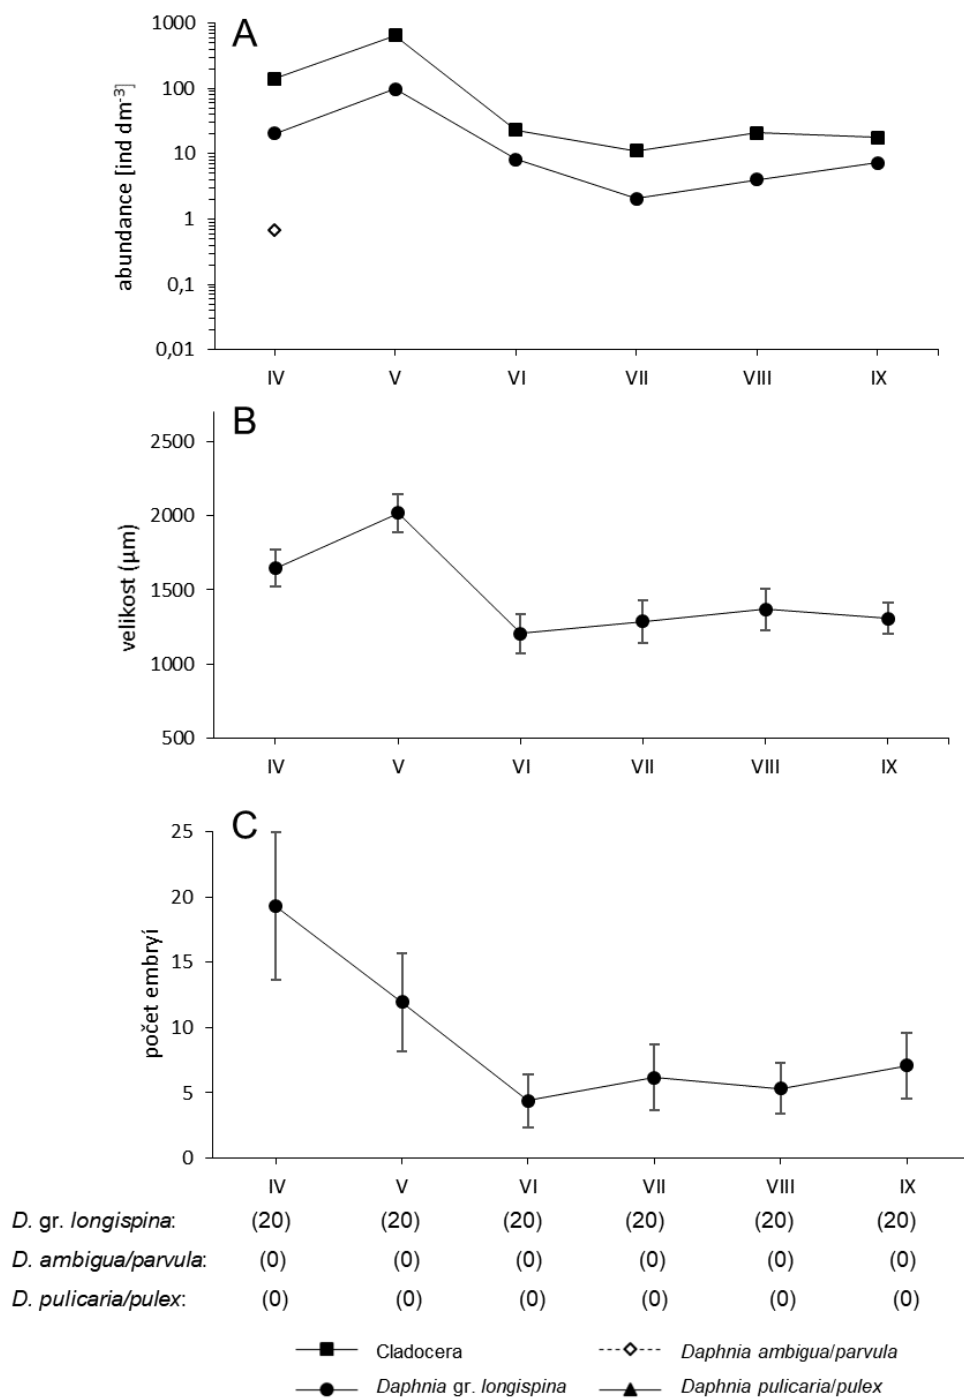 A
1000
100
10
1
0,1
0,01
abundance [ind dm⁻³]
IV V VI VII VIII IX
B
2500
2000
1500
1000
500
velikost (µm)
IV V VI VII VIII IX
C
25
20
15
10
5
0
počet embryí
IV V VI VII VIII IX
D. gr. longispina: (20) (20) (20) (20) (20) (20)
D. ambigua/parvula: (0) (0) (0) (0) (0) (0)
D. pulicaria/pulex: (0) (0) (0) (0) (0) (0)
Cladocera Daphnia ambigua/parvula
Daphnia gr. longispina Daphnia pulicaria/pulex